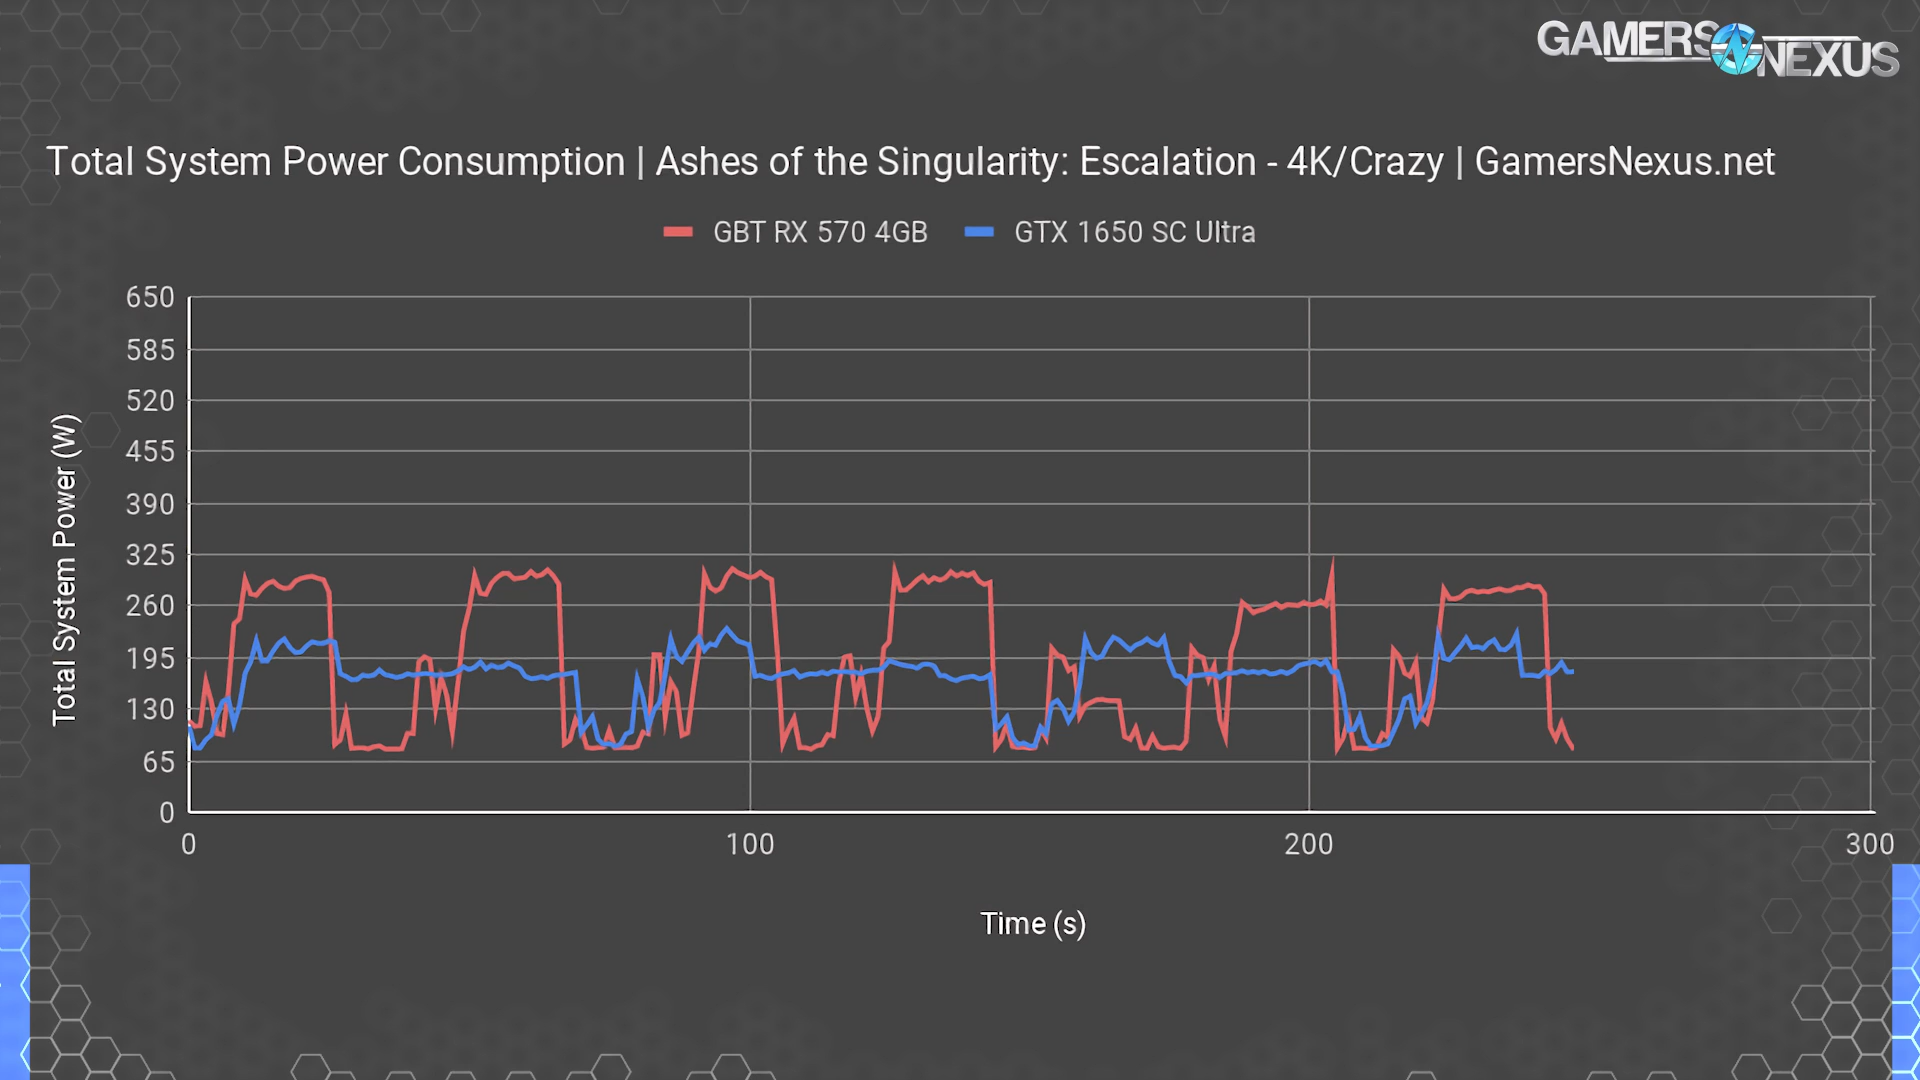 GAMERS NEXUS
Total System Power Consumption | Ashes of the Singularity: Escalation - 4K/Crazy | GamersNexus.net
GBT RX 570 4GB GTX 1650 SC Ultra
Total System Power (W)
650
585
520
455
390
325
260
195
130
65
0
0 100 200 300
Time (s)